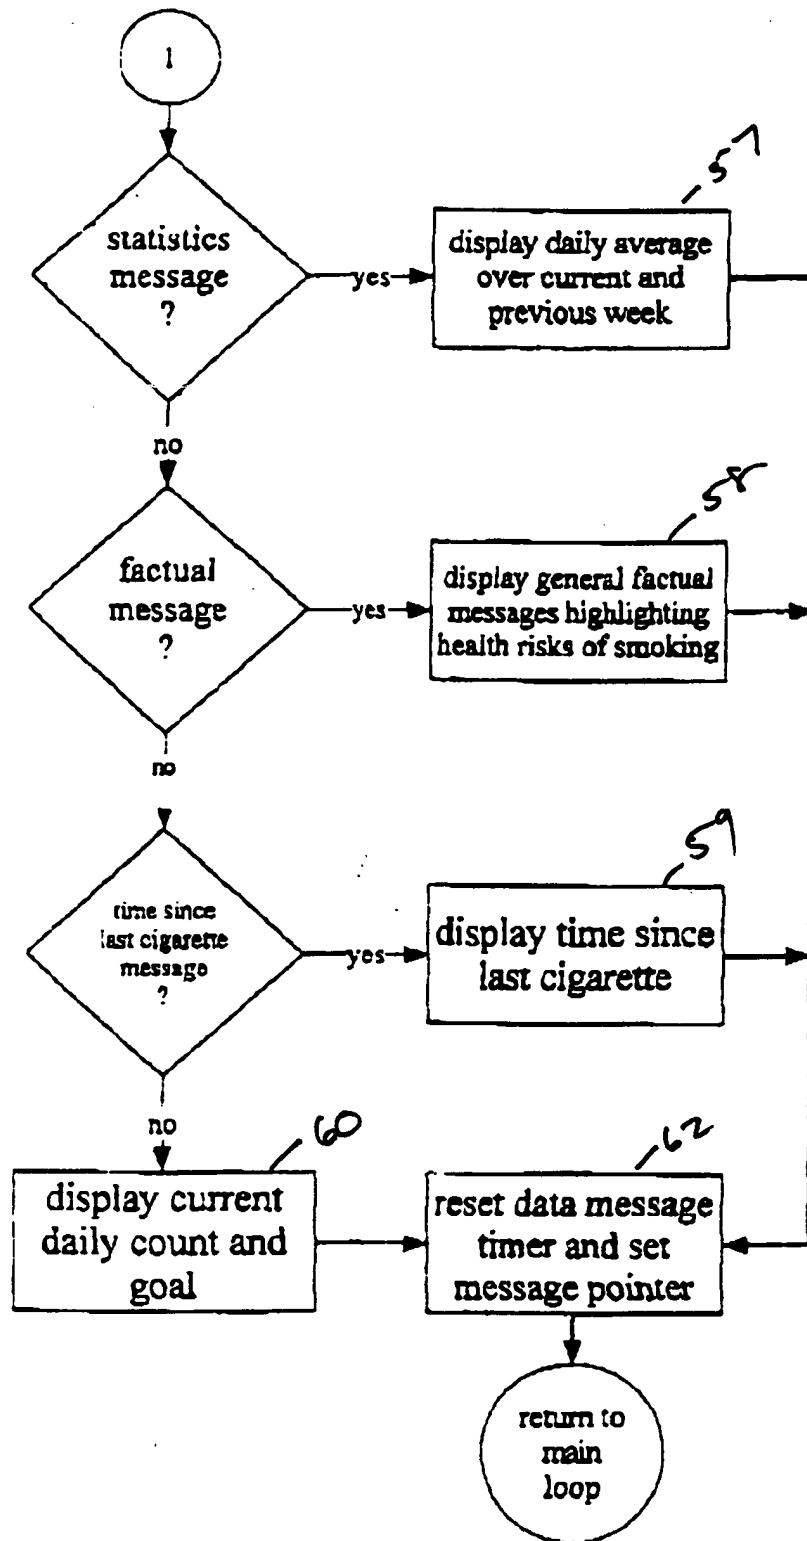 1
57
statistics
message
?
yes
display daily average
over current and
previous week
no
58
factual
message
?
yes
display general factual
messages highlighting
health risks of smoking
no
59
time since
last cigarette
message
?
yes
display time since
last cigarette
no
60
62
display current
daily count and
goal
reset data message
timer and set
message pointer
return to
main
loop